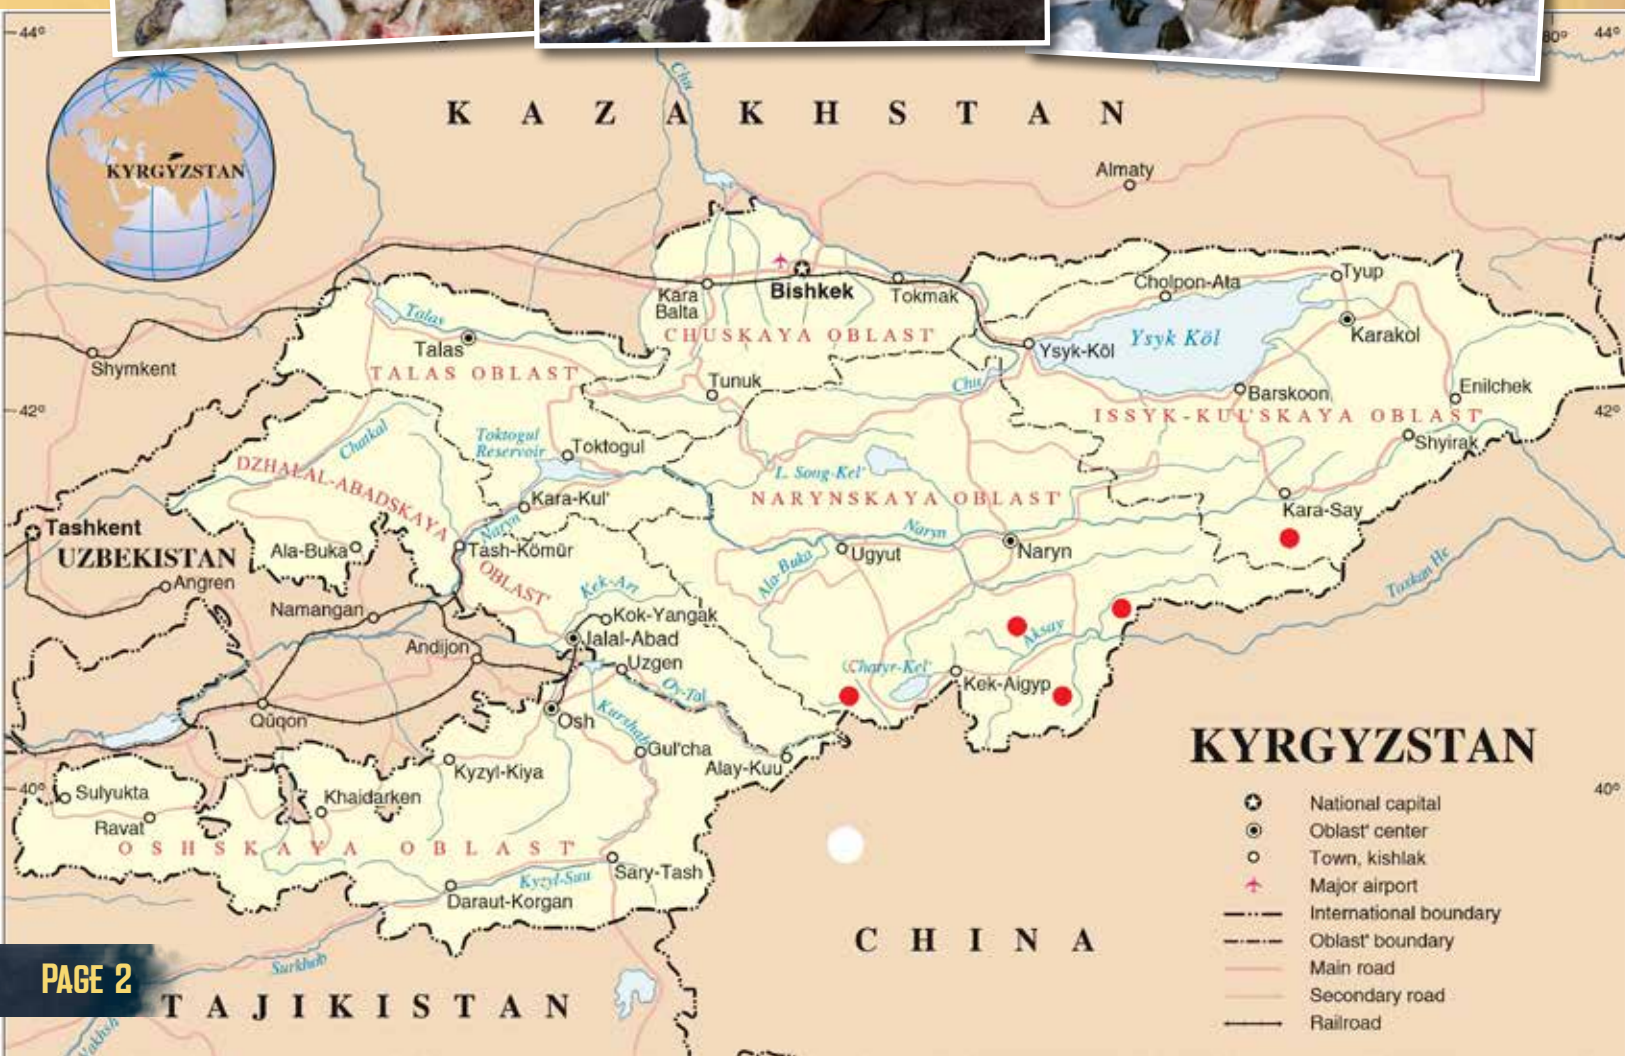 44°
80°
44°
Chu
KAZAKHSTAN
KYRGYZSTAN
Almaty
Bishkek
Kara
Balta
Tokmak
Cholpon-Ata
Tyup
CHUSKAYA OBLAST'
Talas
Talas
Ysyk-Köl
Ysyk Köl
Karakol
Shymkent
TALAS OBLAST'
Tunuk
Chu
Barskoon
Enilchek
42°
42°
ISSYK-KUL'SKAYA OBLAST'
Chatkal
Toktogul
Reservoir
Toktogul
Shyirak
DZHALAL-ABADSKAYA
OBLAST'
L. Song-Kel'
NARYNSKAYA OBLAST'
Kara-Kul'
Kara-Say
Naryn
Naryn
Tashkent
UZBEKISTAN
Ala-Buka
Tash-Kömür
Ala-Buka
Ugyut
Naryn
Angren
Kek-Art
Taxkan He
Namangan
Kok-Yangak
Jalal-Abad
Aksay
Andijon
Uzgen
Chatyr-Kel'
Kek-Aigyp
Oy-Tal
Qŭqon
Osh
Kurshab
Gul'cha
Alay-Kuu
KYRGYZSTAN
Kyzyl-Kiya
40°
40°
Sulyukta
Khaidarken
Ravat
OSHSKAYA OBLAST'
Sary-Tash
Kyzyl-Suu
Daraut-Korgan
National capital
Oblast' center
Town, kishlak
Major airport
International boundary
Oblast' boundary
Main road
Secondary road
Railroad
CHINA
Surkhob
PAGE 2
TAJIKISTAN
Vakhsh